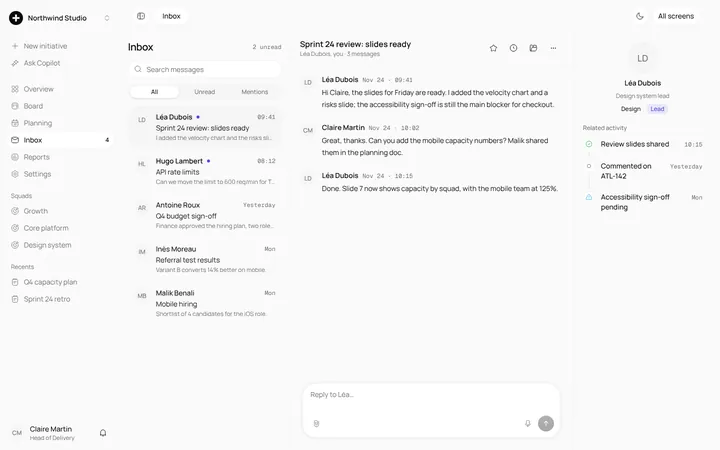 Northwind Studio
Inbox
All screens
New initiative
Ask Copilot
Overview
Board
Planning
Inbox 4
Reports
Settings
Squads
Growth
Core platform
Design system
Recents
Q4 capacity plan
Sprint 24 retro
CM
Claire Martin
Head of Delivery
Inbox
2 unread
Search messages
All Unread Mentions
LD
Léa Dubois 09:41
Sprint 24 review: slides ready
I added the velocity chart and the risks sli…
HL
Hugo Lambert 08:12
API rate limits
Can we move the limit to 600 req/min for T…
AR
Antoine Roux Yesterday
Q4 budget sign-off
Finance approved the hiring plan, two role…
IM
Inès Moreau Mon
Referral test results
Variant B converts 14% better on mobile.
MB
Malik Benali Mon
Mobile hiring
Shortlist of 4 candidates for the iOS role.
Sprint 24 review: slides ready
Léa Dubois, you · 3 messages
LD
Léa Dubois Nov 24 · 09:41
Hi Claire, the slides for Friday are ready. I added the velocity chart and a
risks slide; the accessibility sign-off is still the main blocker for checkout.
CM
Claire Martin Nov 24 · 10:02
Great, thanks. Can you add the mobile capacity numbers? Malik shared
them in the planning doc.
LD
Léa Dubois Nov 24 · 10:15
Done. Slide 7 now shows capacity by squad, with the mobile team at 125%.
Reply to Léa…
LD
Léa Dubois
Design system lead
Design Lead
Related activity
Review slides shared 10:15
Commented on Yesterday
ATL-142
Accessibility sign-off Mon
pending